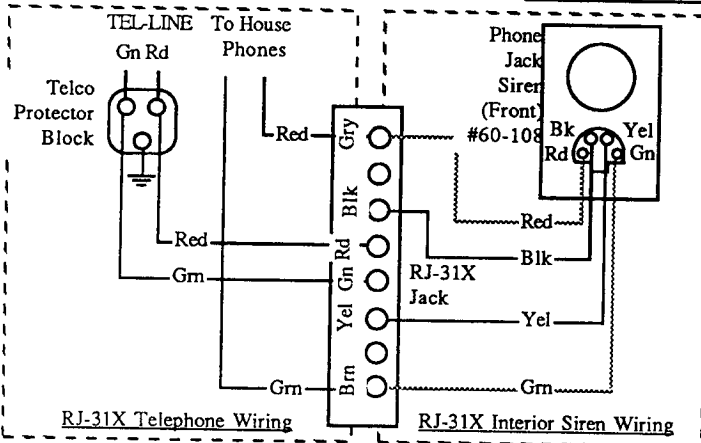 TEL-LINE
To House
Phones
Gn Rd
Telco
Protector
Block
Red
Red
Grn
Grn
Gry
Blk
Rd
Gn
Yel
Brn
RJ-31X
Jack
Phone
Jack
Siren
(Front)
#60-108
Bk
Yel
Rd
Gn
Red
Blk
Yel
Grn
RJ-31X Telephone Wiring
RJ-31X Interior Siren Wiring